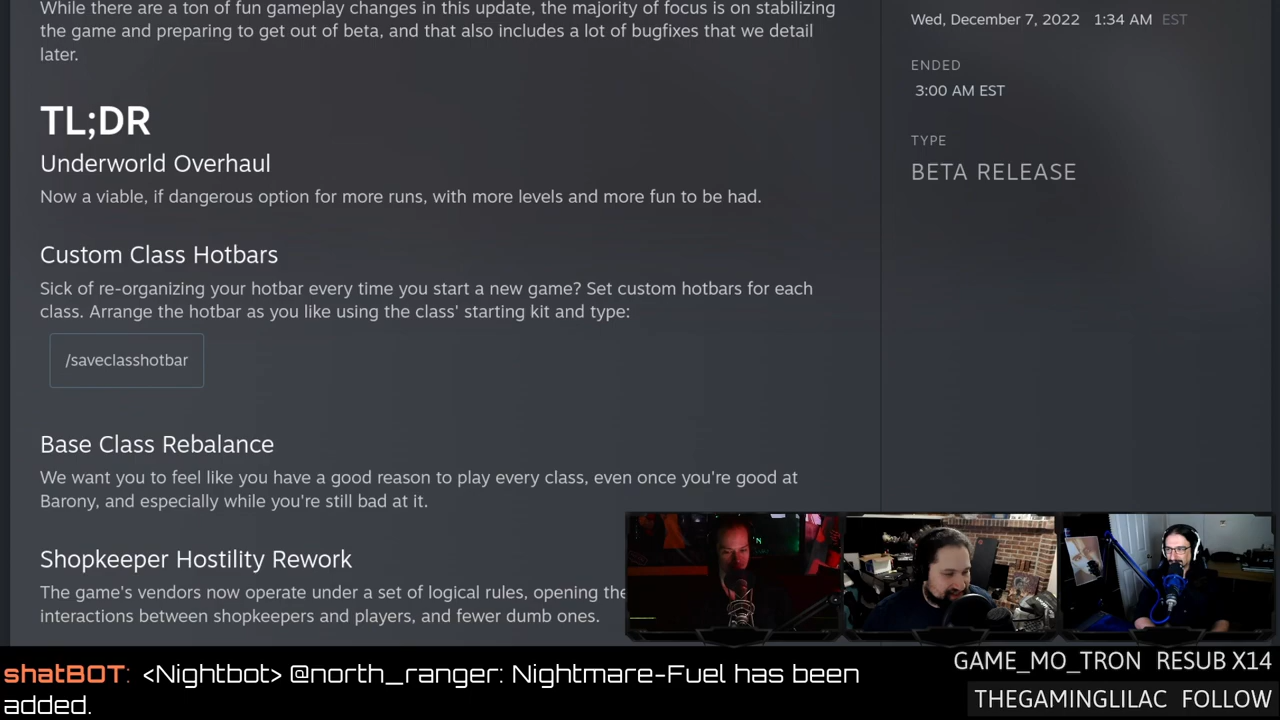 While there are a ton of fun gameplay changes in this update, the majority of focus is on stabilizing
the game and preparing to get out of beta, and that also includes a lot of bugfixes that we detail
later.
TL;DR
Underworld Overhaul
Now a viable, if dangerous option for more runs, with more levels and more fun to be had.
Custom Class Hotbars
Sick of re-organizing your hotbar every time you start a new game? Set custom hotbars for each
class. Arrange the hotbar as you like using the class' starting kit and type:
/saveclasshotbar
Base Class Rebalance
We want you to feel like you have a good reason to play every class, even once you're good at
Barony, and especially while you're still bad at it.
Shopkeeper Hostility Rework
The game's vendors now operate under a set of logical rules, opening the
interactions between shopkeepers and players, and fewer dumb ones.
Wed, December 7, 2022 1:34 AM EST
ENDED
3:00 AM EST
TYPE
BETA RELEASE
shatBOT: <Nightbot> @north_ranger: Nightmare-Fuel has been
added.
GAME_MO_TRON RESUB X14
THEGAMINGLILAC FOLLOW